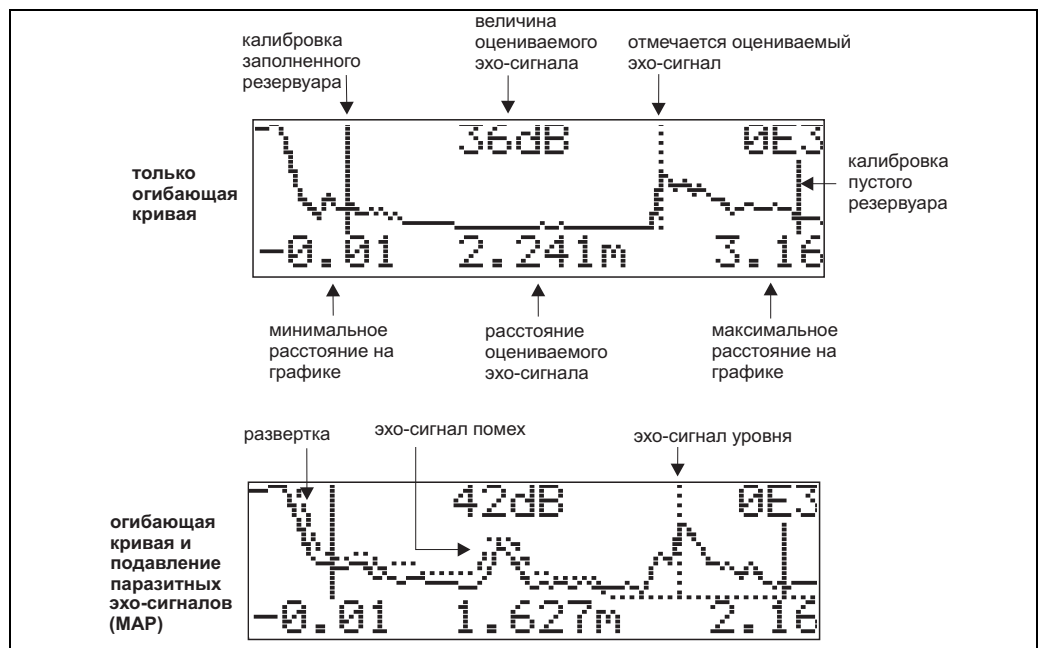 калибровка
заполненного
резервуара
величина
оцениваемого
эхо-сигнала
отмечается оцениваемый
эхо-сигнал
только
огибающая
кривая
36dB
0E3
калибровка
пустого
резервуара
-0.01
2.241m
3.16
минимальное
расстояние на
графике
расстояние
оцениваемого
эхо-сигнала
максимальное
расстояние на
графике
развертка
эхо-сигнал помех
эхо-сигнал уровня
огибающая
кривая и
подавление
паразитных
эхо-сигналов
(MAP)
42dB
0E3
-0.01
1.627m
2.16